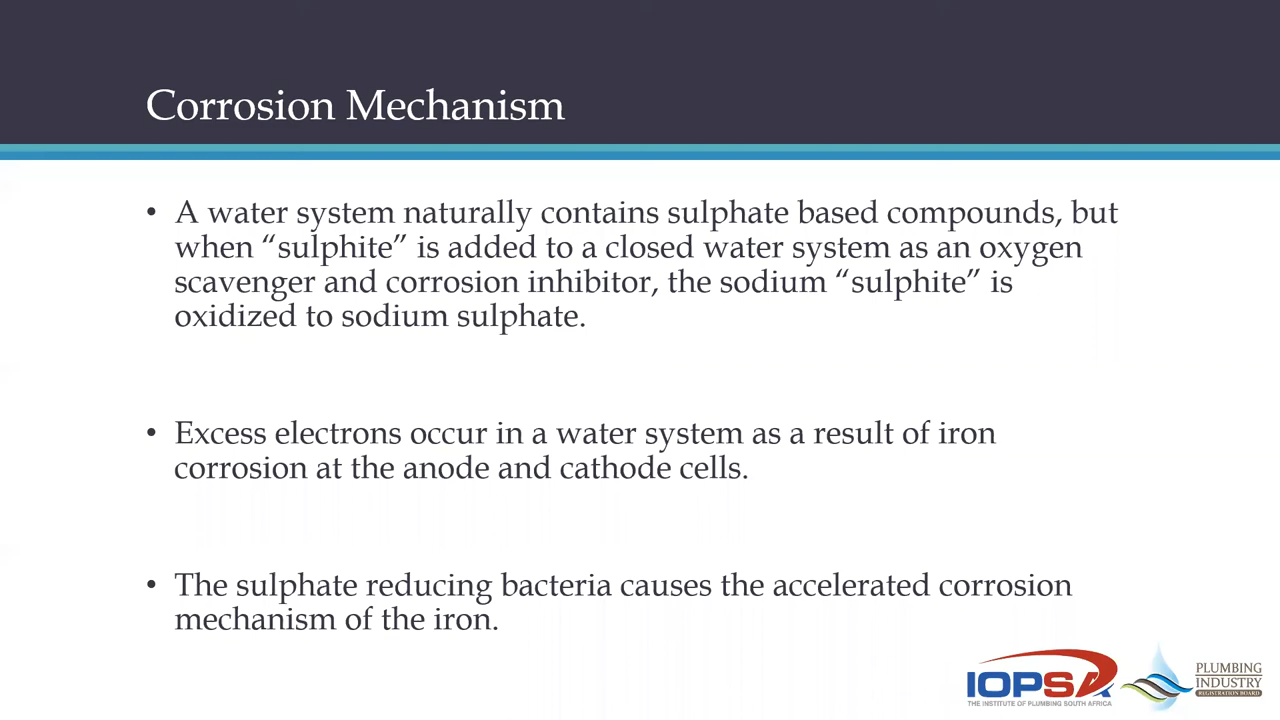 Corrosion Mechanism
• A water system naturally contains sulphate based compounds, but
when “sulphite” is added to a closed water system as an oxygen
scavenger and corrosion inhibitor, the sodium “sulphite” is
oxidized to sodium sulphate.
• Excess electrons occur in a water system as a result of iron
corrosion at the anode and cathode cells.
• The sulphate reducing bacteria causes the accelerated corrosion
mechanism of the iron.
IOPSA
THE INSTITUTE OF PLUMBING SOUTH AFRICA
PLUMBING
INDUSTRY
REGISTRATION BOARD